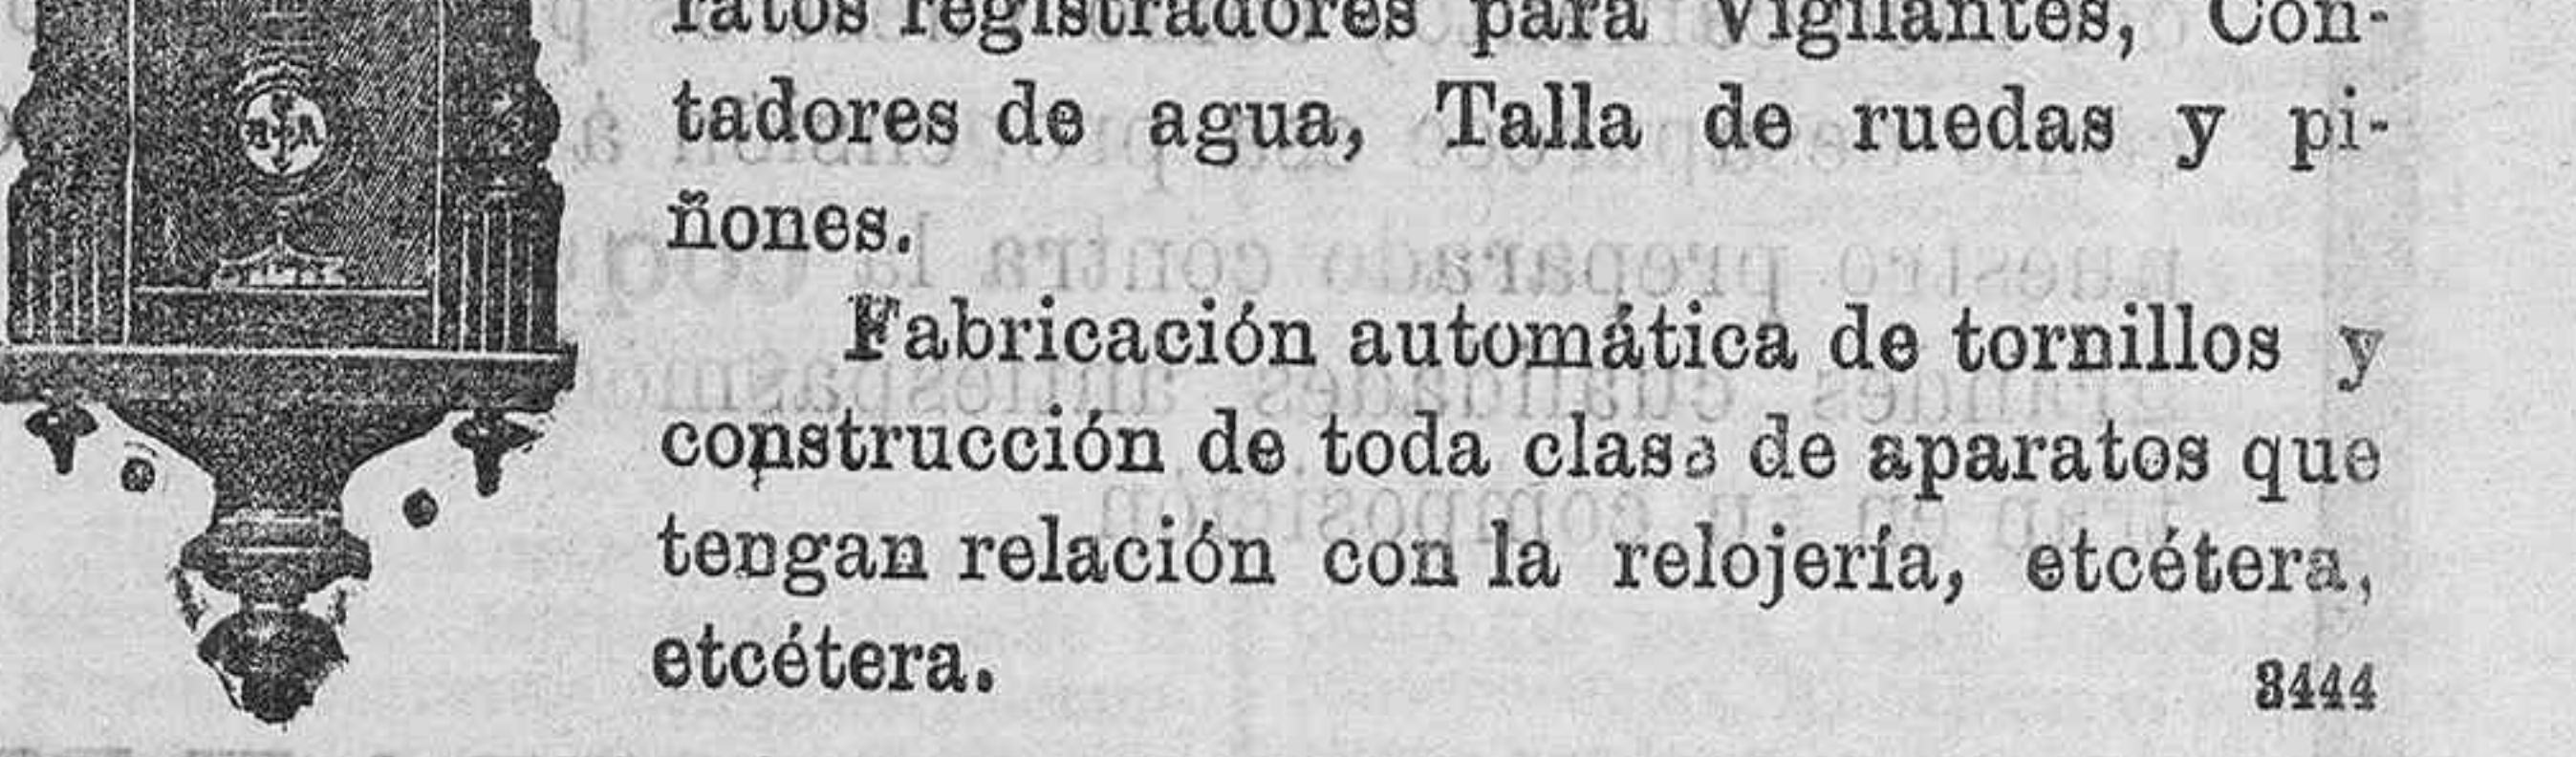 ratos registradores para Vigilantes, Con-
tadores de agua, Talla de ruedas y pi-
ñones.
Fabricación automática de tornillos y
construcción de toda clase de aparatos que
tengan relación con la relojería, etcétera,
etcétera.
3444